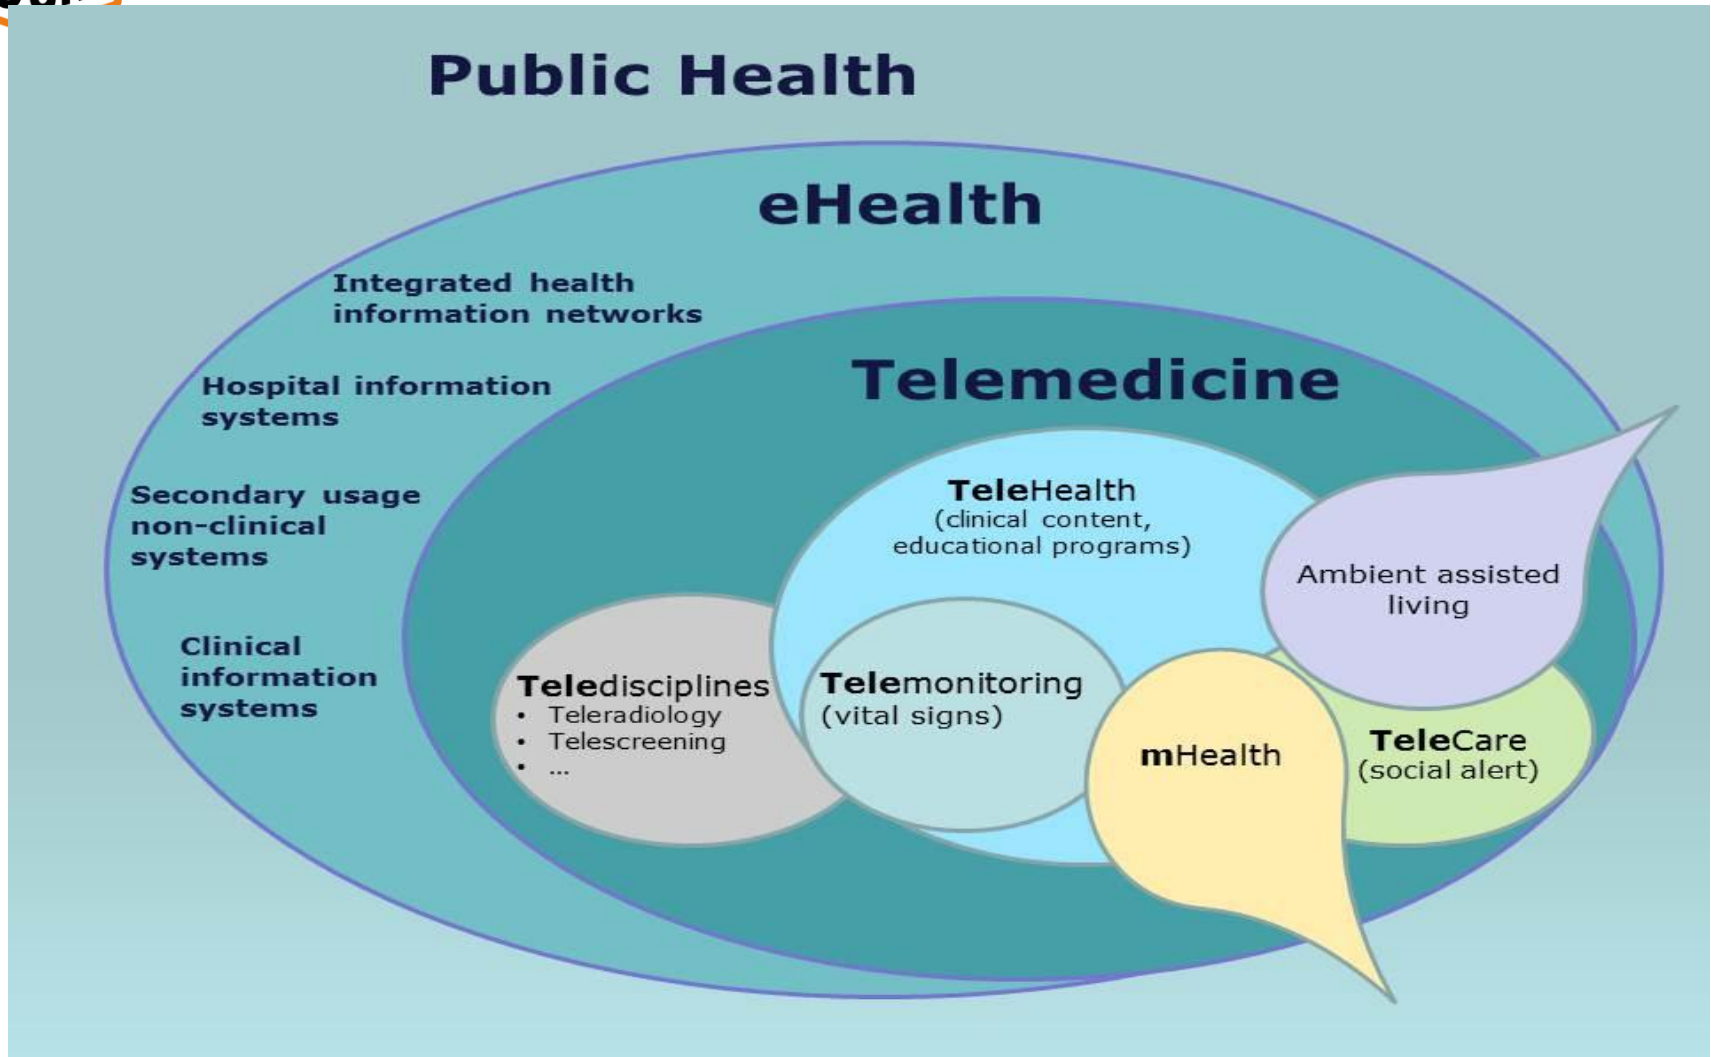 Public Health
eHealth
Integrated health
information networks
Hospital information
systems
Secondary usage
non-clinical
systems
Clinical
information
systems
Telemedicine
TeleHealth
(clinical content,
educational programs)
Ambient assisted
living
Teledisciplines
• Teleradiology
• Telescreening
• ...
Telemonitoring
(vital signs)
mHealth
TeleCare
(social alert)